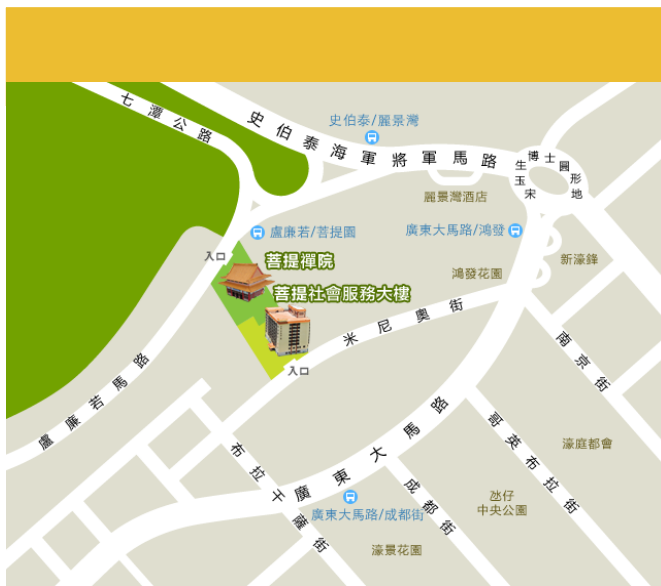 七潭公路
史伯泰海軍將軍馬路
史伯泰/麗景灣
宋玉生博士圓形地
麗景灣酒店
盧廉若/菩提園
廣東大馬路/鴻發
入口
菩提禪院
新濠鋒
鴻發花園
菩提社會服務大樓
米尼奧街
入口
南京街
盧廉若馬路
廣東大馬路
哥英布拉街
布拉干薩街
濠庭都會
成都街
氹仔
中央公園
廣東大馬路/成都街
濠景花園